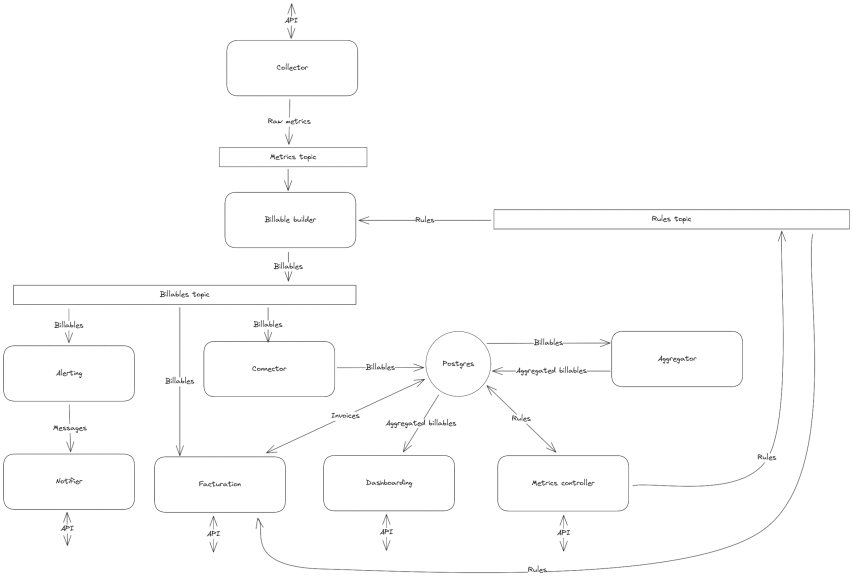 API
Collector
Raw metrics
Metrics topic
Billable builder
Rules
Rules topic
Billables
Billables topic
Billables
Billables
Billables
Alerting
Connector
Billables
Postgres
Billables
Aggregated billables
Aggregator
Messages
Invoices
Aggregated billables
Rules
Rules
Notifier
Facturation
Dashboarding
Metrics controller
API
API
API
API
Rules